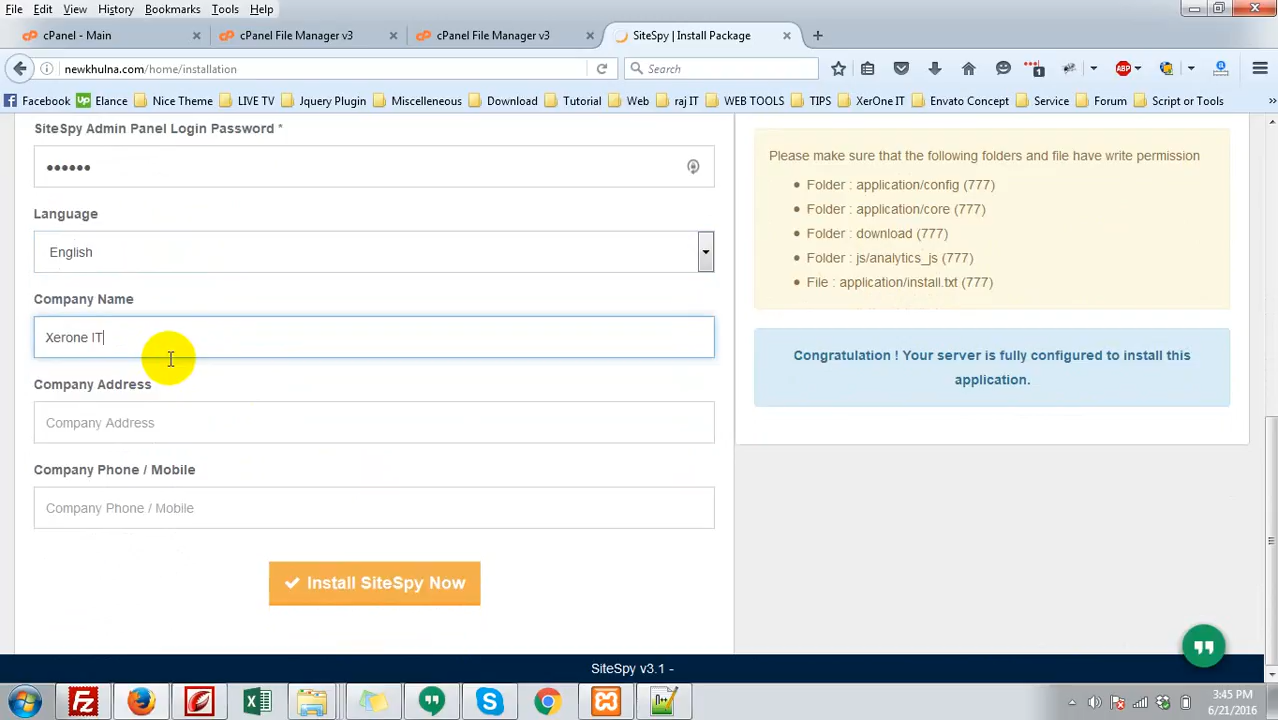 File Edit View History Bookmarks Tools Help
cPanel - Main
cPanel File Manager v3
cPanel File Manager v3
SiteSpy | Install Package
newkhulna.com/home/installation
Search
1
ABP
Facebook
Up Elance
Nice Theme
LIVE TV
Jquery Plugin
Miscelleneous
Download
Tutorial
Web
raj IT
WEB TOOLS
TIPS
XerOne IT
Envato Concept
Service
Forum
Script or Tools
SiteSpy Admin Panel Login Password *
Language
English
Company Name
Xerone IT
Company Address
Company Address
Company Phone / Mobile
Company Phone / Mobile
Install SiteSpy Now
Please make sure that the following folders and file have write permission
Folder : application/config (777)
Folder : application/core (777)
Folder : download (777)
Folder : js/analytics_js (777)
File : application/install.txt (777)
Congratulation ! Your server is fully configured to install this
application.
SiteSpy v3.1 -
3:45 PM
6/21/2016